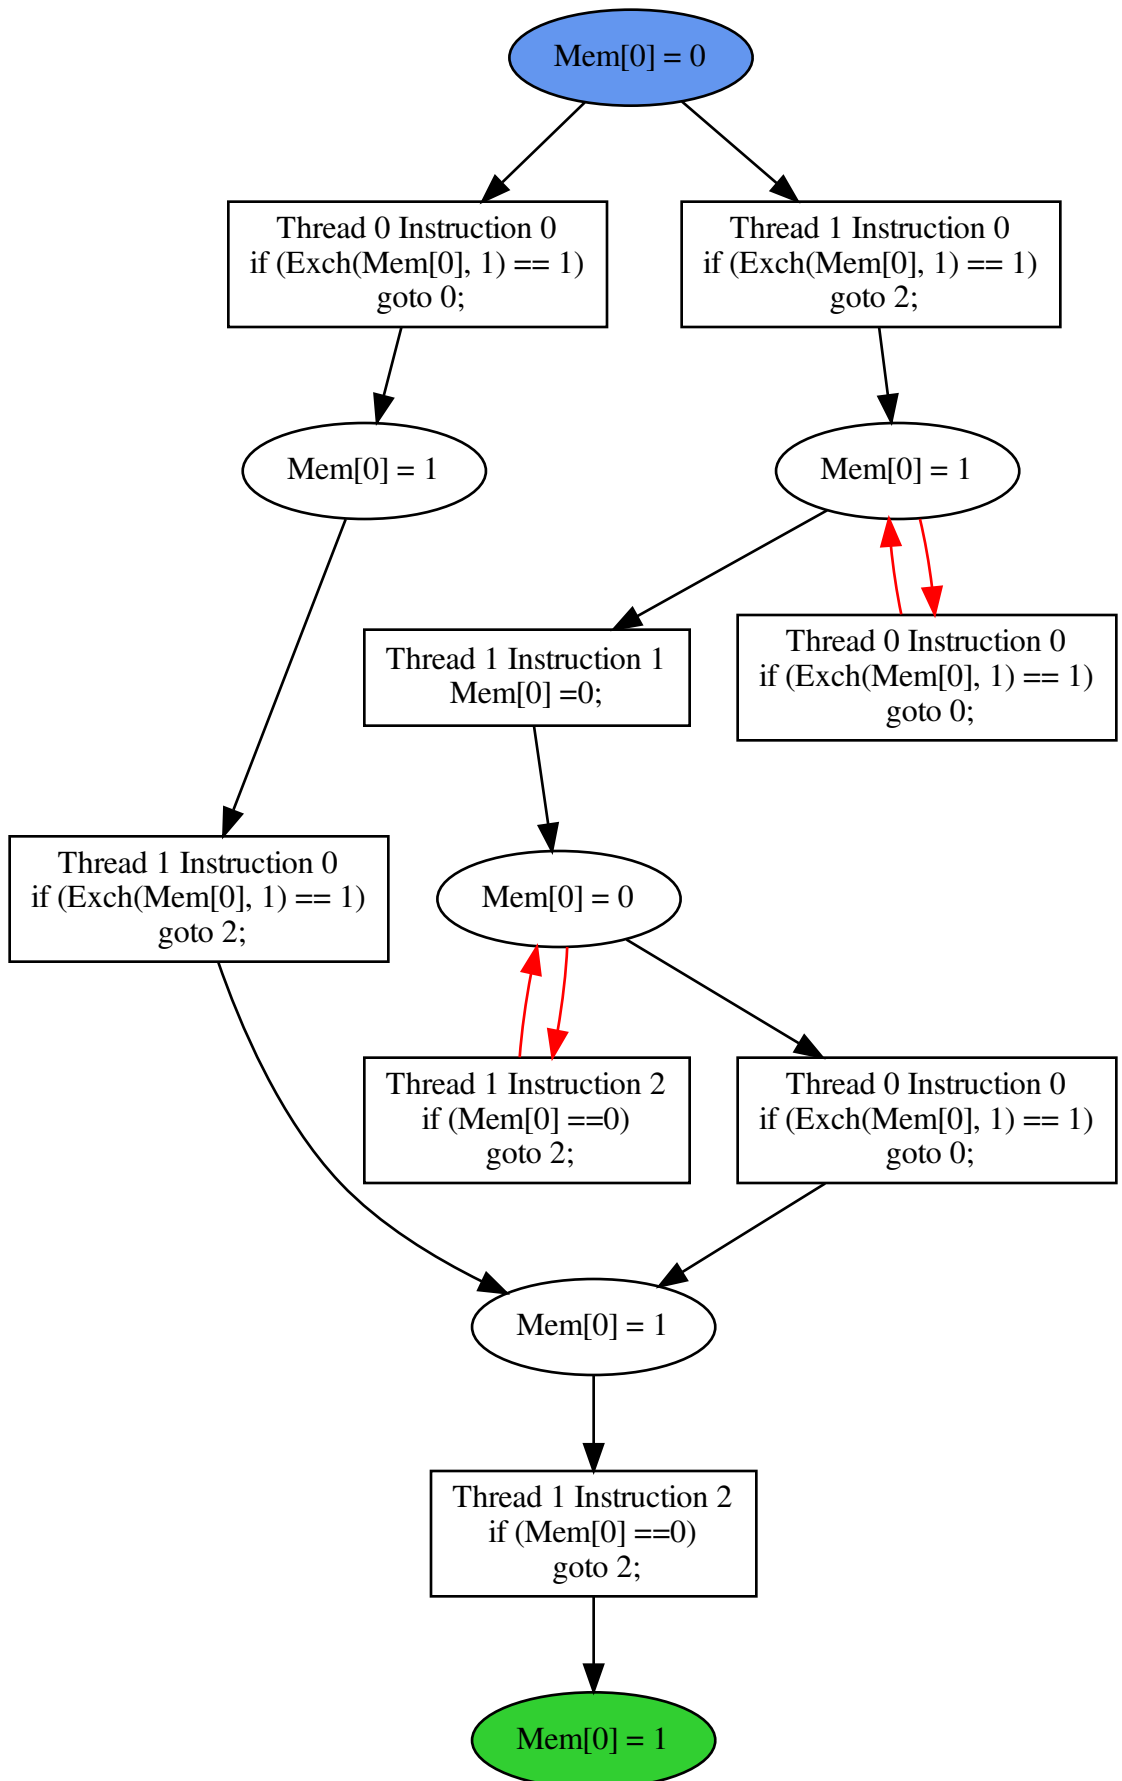 Mem[0] = 0
Thread 0 Instruction 0
if (Exch(Mem[0], 1) == 1)
goto 0;
Thread 1 Instruction 0
if (Exch(Mem[0], 1) == 1)
goto 2;
Mem[0] = 1
Mem[0] = 1
Thread 1 Instruction 1
Mem[0] =0;
Thread 0 Instruction 0
if (Exch(Mem[0], 1) == 1)
goto 0;
Thread 1 Instruction 0
if (Exch(Mem[0], 1) == 1)
goto 2;
Mem[0] = 0
Thread 1 Instruction 2
if (Mem[0] ==0)
goto 2;
Thread 0 Instruction 0
if (Exch(Mem[0], 1) == 1)
goto 0;
Mem[0] = 1
Thread 1 Instruction 2
if (Mem[0] ==0)
goto 2;
Mem[0] = 1